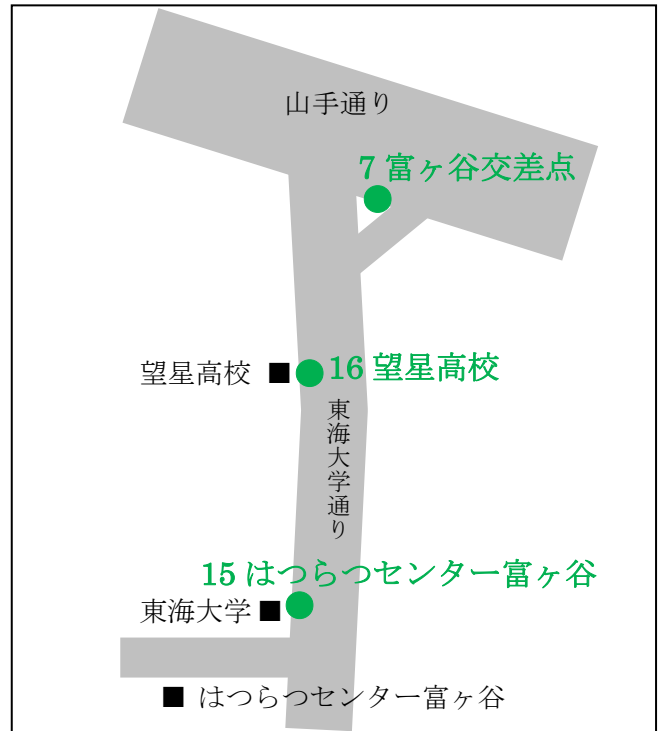 山手通り
7 富ヶ谷交差点
望星高校 ■
16 望星高校
東海大学通り
15 はつらつセンター富ヶ谷
東海大学 ■
■ はつらつセンター富ヶ谷